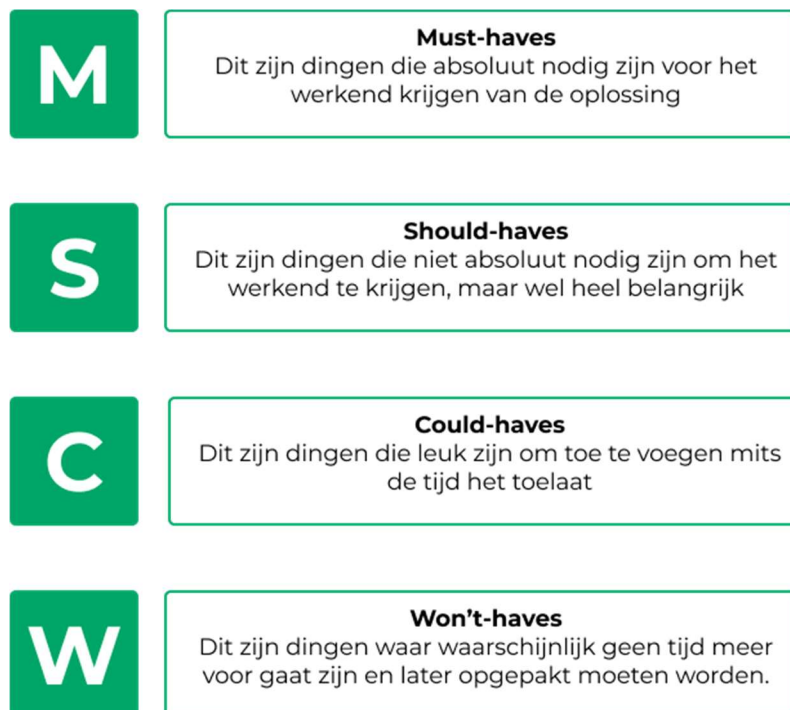 M
Must-haves
Dit zijn dingen die absoluut nodig zijn voor het
werkend krijgen van de oplossing
S
Should-haves
Dit zijn dingen die niet absoluut nodig zijn om het
werkend te krijgen, maar wel heel belangrijk
C
Could-haves
Dit zijn dingen die leuk zijn om toe te voegen mits
de tijd het toelaat
W
Won’t-haves
Dit zijn dingen waar waarschijnlijk geen tijd meer
voor gaat zijn en later opgepakt moeten worden.